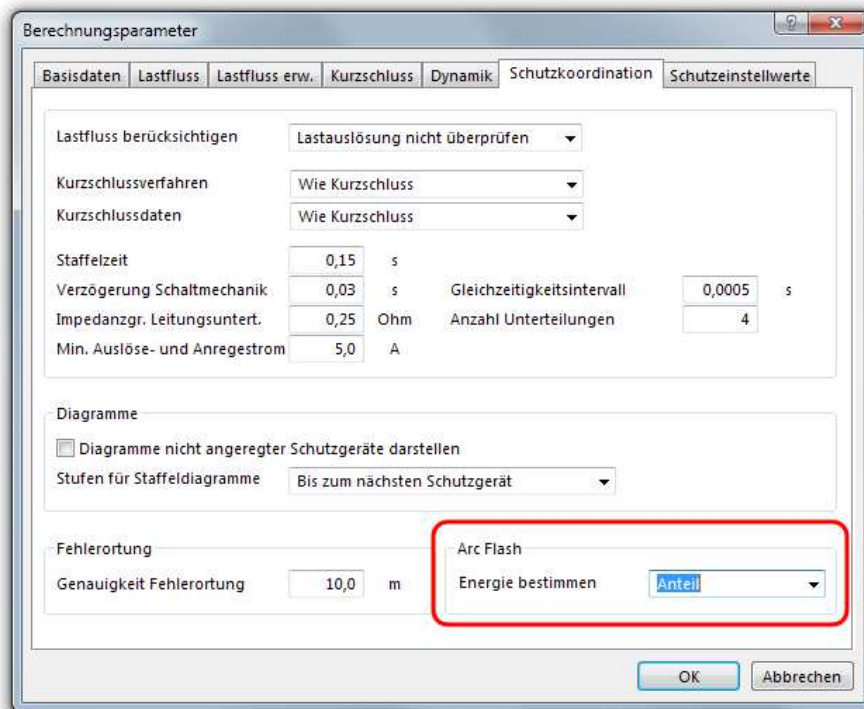 Berechnungsparameter
Basisdaten Lastfluss Lastfluss erw. Kurzschluss Dynamik Schutzkoordination Schutzeinstellwerte
Lastfluss berücksichtigen Lastauslösung nicht überprüfen
Kurzschlussverfahren Wie Kurzschluss
Kurzschlussdaten Wie Kurzschluss
Staffelzeit 0,15 s
Verzögerung Schaltmechanik 0,03 s Gleichzeitigkeitsintervall 0,0005 s
Impedanzgr. Leitungsuntert. 0,25 Ohm Anzahl Unterteilungen 4
Min. Auslöse- und Anregestrom 5,0 A
Diagramme
Diagramme nicht angeregter Schutzgeräte darstellen
Stufen für Staffeldiagramme Bis zum nächsten Schutzgerät
Fehlerortung Arc Flash
Genauigkeit Fehlerortung 10,0 m Energie bestimmen Anteil
OK Abbrechen